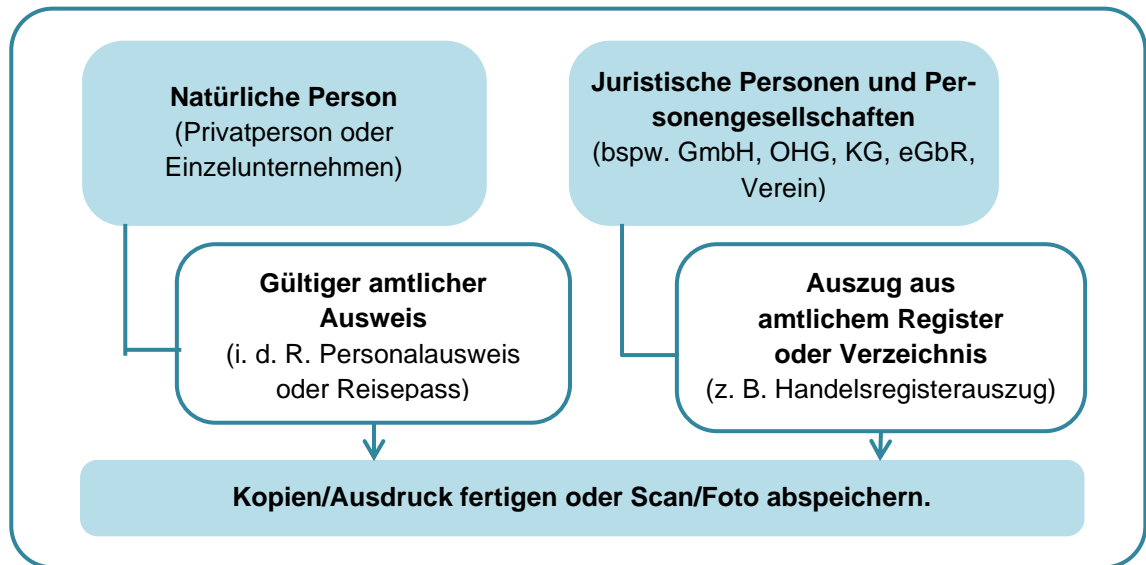 Natürliche Person
(Privatperson oder
Einzelunternehmen)
Juristische Personen und Per-
sonengesellschaften
(bspw. GmbH, OHG, KG, eGbR,
Verein)
Gültiger amtlicher
Ausweis
(i. d. R. Personalausweis
oder Reisepass)
Auszug aus
amtlichem Register
oder Verzeichnis
(z. B. Handelsregisterauszug)
Kopien/Ausdruck fertigen oder Scan/Foto abspeichern.